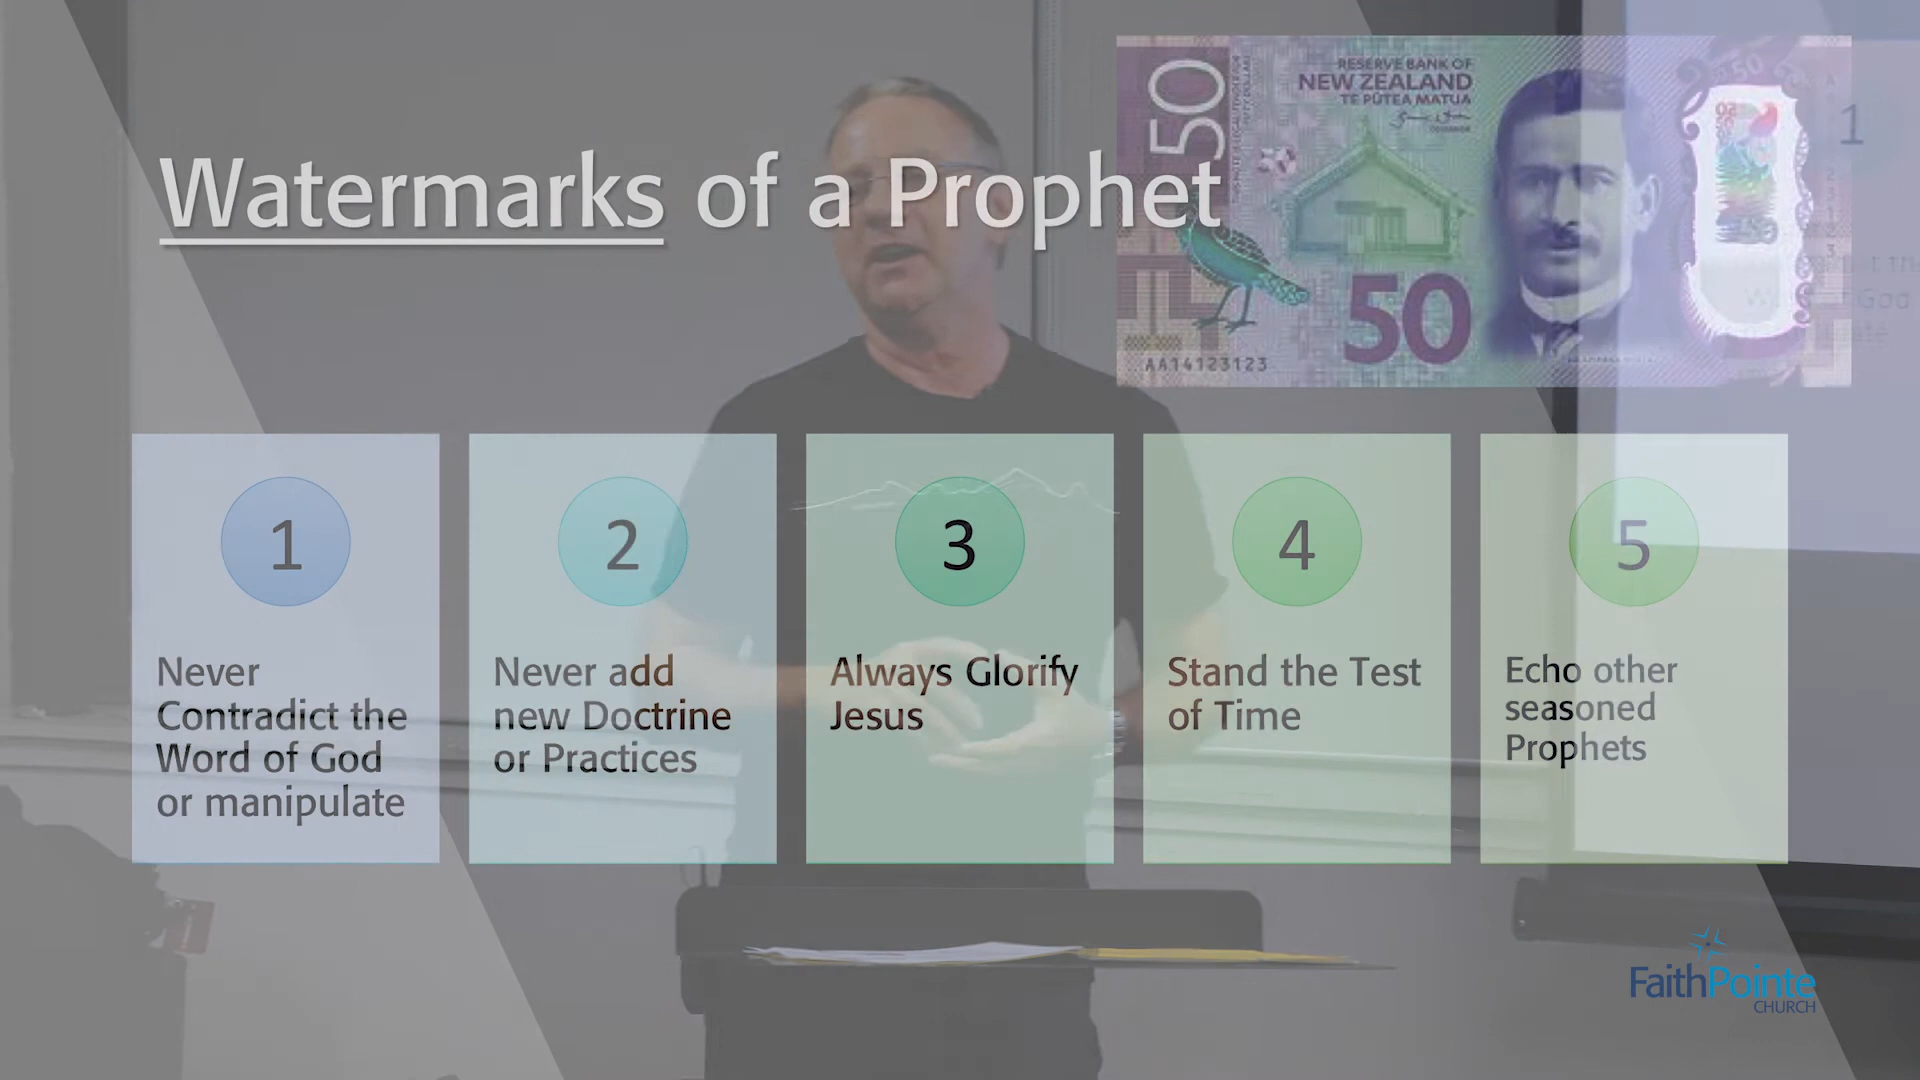 Watermarks of a Prophet
50
RESERVE BANK OF
NEW ZEALAND
TE PŪTEA MATUA
50
AA14123123
1
1
Never
Contradict the
Word of God
or manipulate
2
Never add
new Doctrine
or Practices
3
Always Glorify
Jesus
4
Stand the Test
of Time
5
Echo other
seasoned
Prophets
FaithPointe
CHURCH